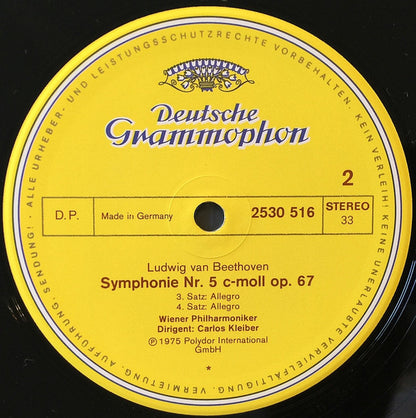 ALLE URHEBER- UND LEISTUNGSSCHUTZRECHTE VORBEHALTEN. KEIN VERLEIH! KEINE UNERLAUBTE VERVIELFÄLTIGUNG, VERMIETUNG, AUFFÜHRUNG, SENDUNG!
Deutsche
Grammophon
2
D.P.
Made in Germany
2530 516
STEREO
33
Ludwig van Beethoven
Symphonie Nr. 5 c-moll op. 67
3. Satz: Allegro
4. Satz: Allegro
Wiener Philharmoniker
Dirigent: Carlos Kleiber
℗ 1975 Polydor International
GmbH
*